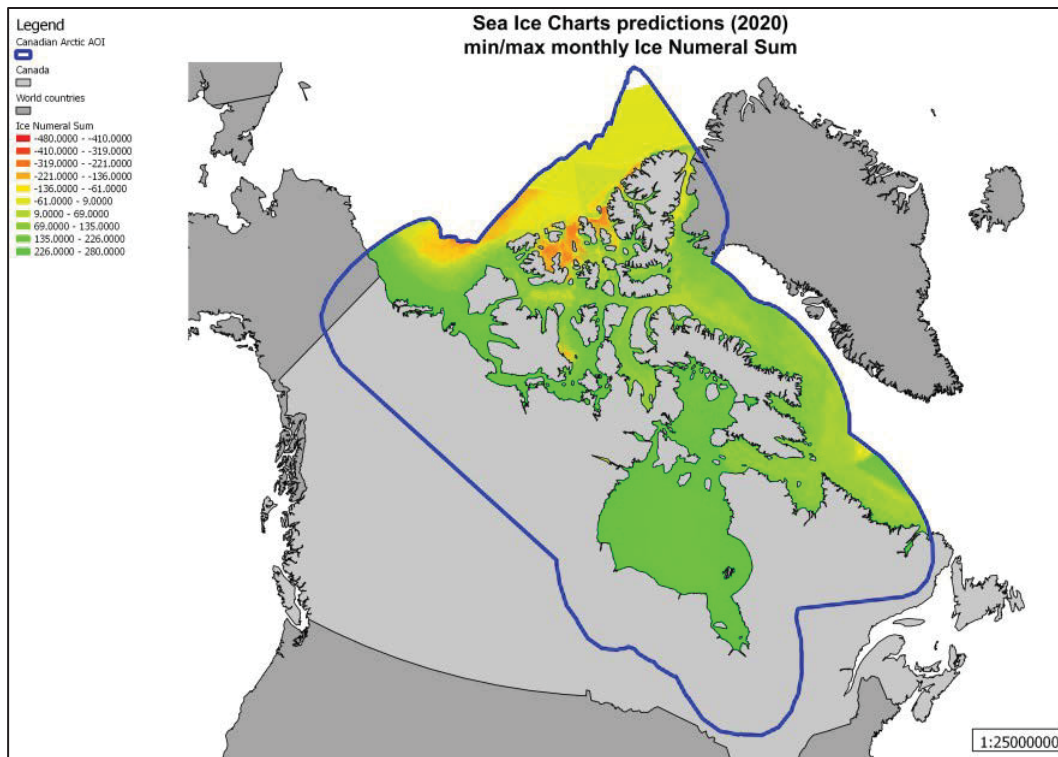 Legend
Canadian Arctic AOI
Canada
World countries
Ice Numeral Sum
-480.0000 - -410.0000
-410.0000 - -319.0000
-319.0000 - -221.0000
-221.0000 - -136.0000
-136.0000 - -61.0000
-61.0000 - 9.0000
9.0000 - 69.0000
69.0000 - 135.0000
135.0000 - 226.0000
226.0000 - 280.0000
Sea Ice Charts predictions (2020)
min/max monthly Ice Numeral Sum
1:25000000